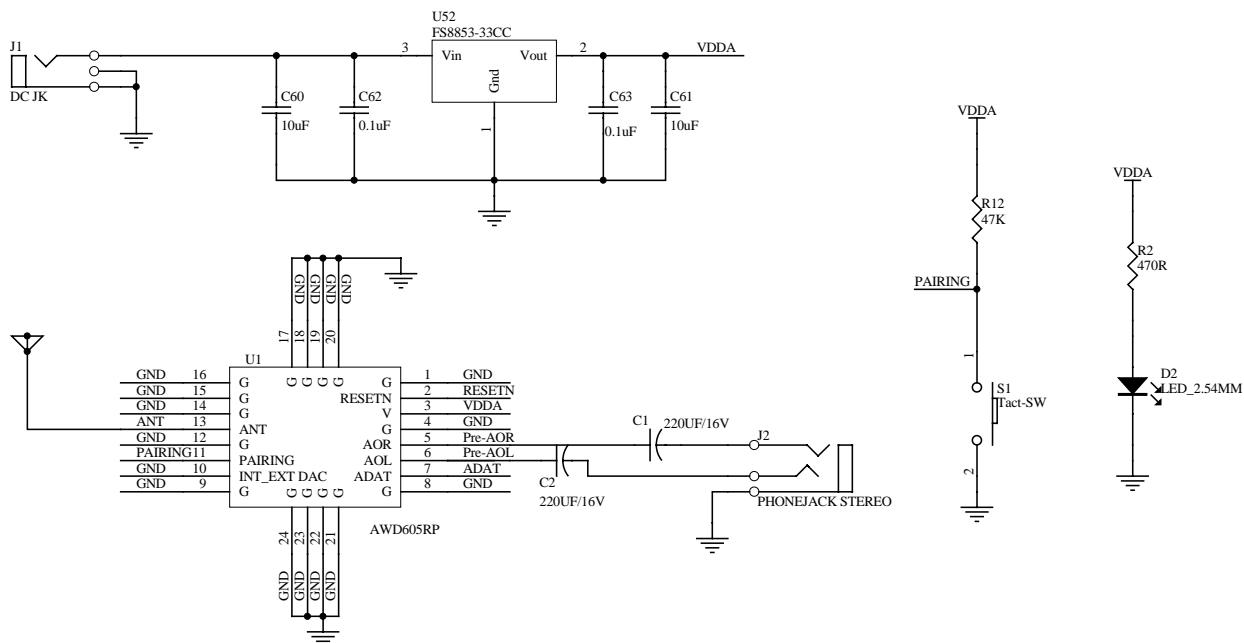 U52
FS8853-33CC
J1
DC JK
3
Vin
Vout
Gnd
1
2
VDDA
C60
10uF
C62
0.1uF
C63
0.1uF
C61
10uF
VDDA
R12
47K
PAIRING
1
S1
Tact-SW
2
VDDA
R2
470R
D2
LED_2.54MM
GND
GND
GND
GND
17
18
19
20
U1
G G G G
GND 16 G
GND 15 G
GND 14 G
ANT 13 ANT
GND 12 G
PAIRING 11 PAIRING
GND 10 INT_EXT DAC
GND 9 G
G 1 GND
RESETN 2 RESETN
V 3 VDDA
G 4 GND
AOR 5 Pre-AOR
AOL 6 Pre-AOL
ADAT 7 ADAT
G 8 GND
G G G G
AWD605RP
24
23
22
21
GND
GND
GND
GND
C1
220UF/16V
C2
220UF/16V
J2
PHONEJACK STEREO